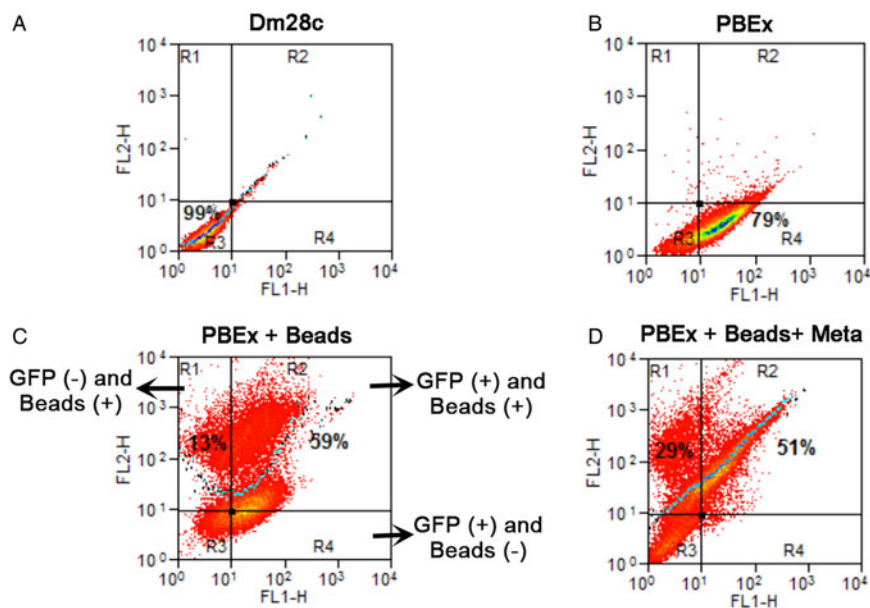 A
Dm28c
10⁴
R1
R2
10³
FL2-H
10²
10¹
99%
R3
R4
10⁰
10⁰ 10¹ 10² 10³ 10⁴
FL1-H
B
PBEx
10⁴
R1
R2
10³
FL2-H
10²
10¹
79%
R3
R4
10⁰
10⁰ 10¹ 10² 10³ 10⁴
FL1-H
C
PBEx + Beads
10⁴
R1
R2
GFP (-) and
Beads (+)
GFP (+) and
Beads (+)
10³
FL2-H
13%
59%
10²
10¹
GFP (+) and
Beads (-)
R3
R4
10⁰
10⁰ 10¹ 10² 10³ 10⁴
FL1-H
D
PBEx + Beads+ Meta
10⁴
R1
R2
10³
FL2-H
29%
51%
10²
10¹
R3
R4
10⁰
10⁰ 10¹ 10² 10³ 10⁴
FL1-H